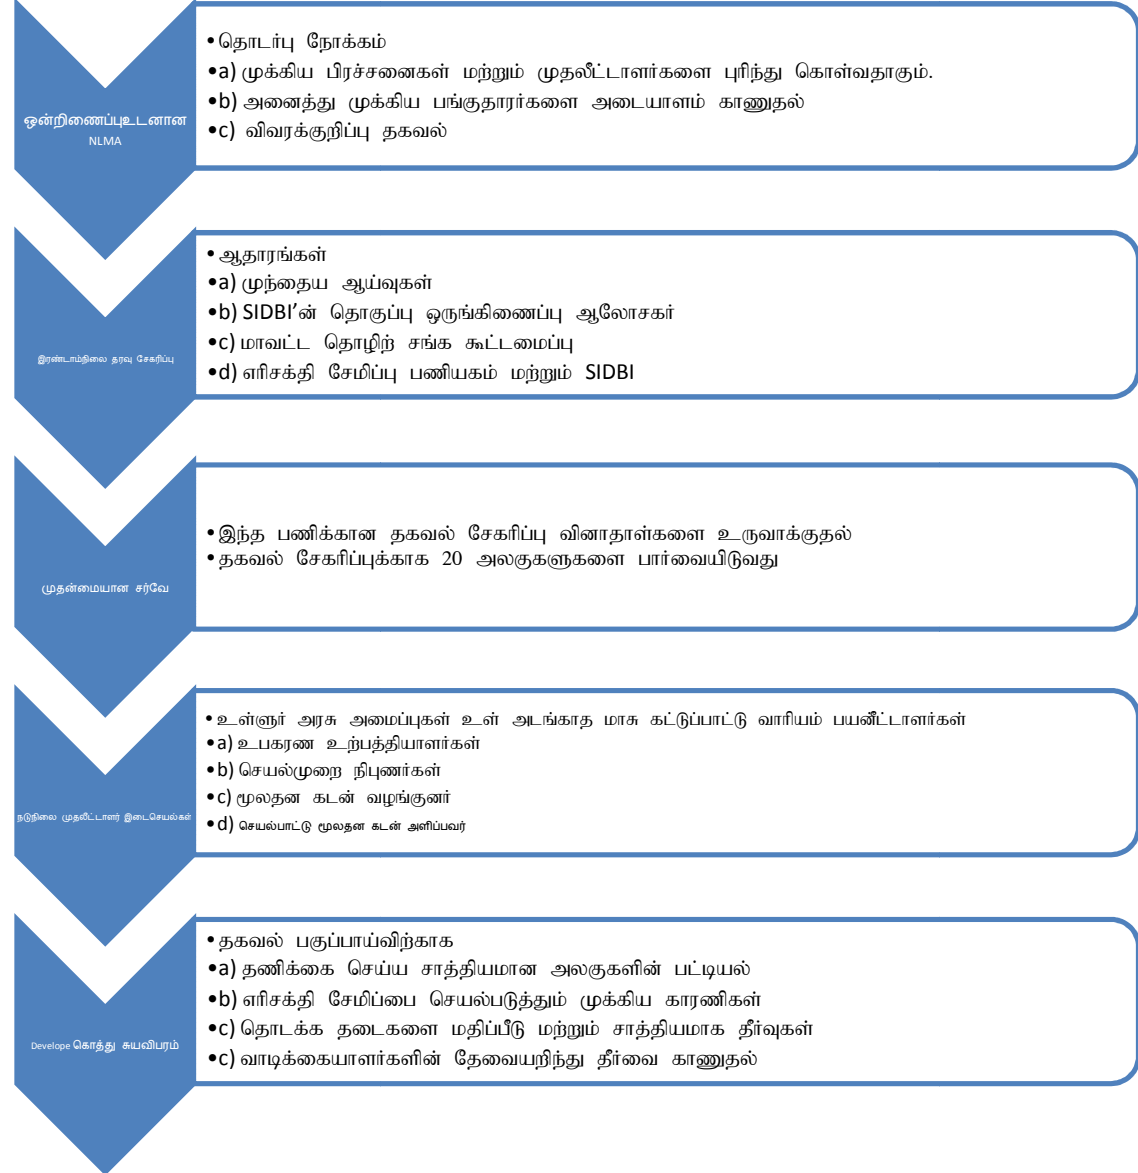 ஒன்றிணைப்புஉடனான
NLMA
•தொடர்பு நோக்கம்
•a) முக்கிய பிரச்சனைகள் மற்றும் முதலீட்டாளர்களை புரிந்து கொள்வதாகும்.
•b) அனைத்து முக்கிய பங்குதாரர்களை அடையாளம் காணுதல்
•c) விவரக்குறிப்பு தகவல்
இரண்டாம்நிலை தரவு சேகரிப்பு
•ஆதாரங்கள்
•a) முந்தைய ஆய்வுகள்
•b) SIDBI’ன் தொகுப்பு ஒருங்கிணைப்பு ஆலோசகர்
•c) மாவட்ட தொழிற் சங்க கூட்டமைப்பு
•d) எரிசக்தி சேமிப்பு பணியகம் மற்றும் SIDBI
முதன்மையான சர்வே
•இந்த பணிக்கான தகவல் சேகரிப்பு வினாதாள்களை உருவாக்குதல்
•தகவல் சேகரிப்புக்காக 20 அலகுகளுகளை பார்வையிடுவது
நடுநிலை முதலீட்டாளர் இடைசெயல்கள்
•உள்ளுர் அரசு அமைப்புகள் உள் அடங்காத மாசு கட்டுப்பாட்டு வாரியம் பயனீட்டாளர்கள்
•a) உபகரண உற்பத்தியாளர்கள்
•b) செயல்முறை நிபுணர்கள்
•c) மூலதன கடன் வழங்குனர்
•d) செயல்பாட்டு மூலதன கடன் அளிப்பவர்
Develope கொத்து சுயவிபரம்
•தகவல் பகுப்பாய்விற்காக
•a) தணிக்கை செய்ய சாத்தியமான அலகுகளின் பட்டியல்
•b) எரிசக்தி சேமிப்பை செயல்படுத்தும் முக்கிய காரணிகள்
•c) தொடக்க தடைகளை மதிப்பீடு மற்றும் சாத்தியமாக தீர்வுகள்
•c) வாடிக்கையாளர்களின் தேவையறிந்து தீர்வை காணுதல்